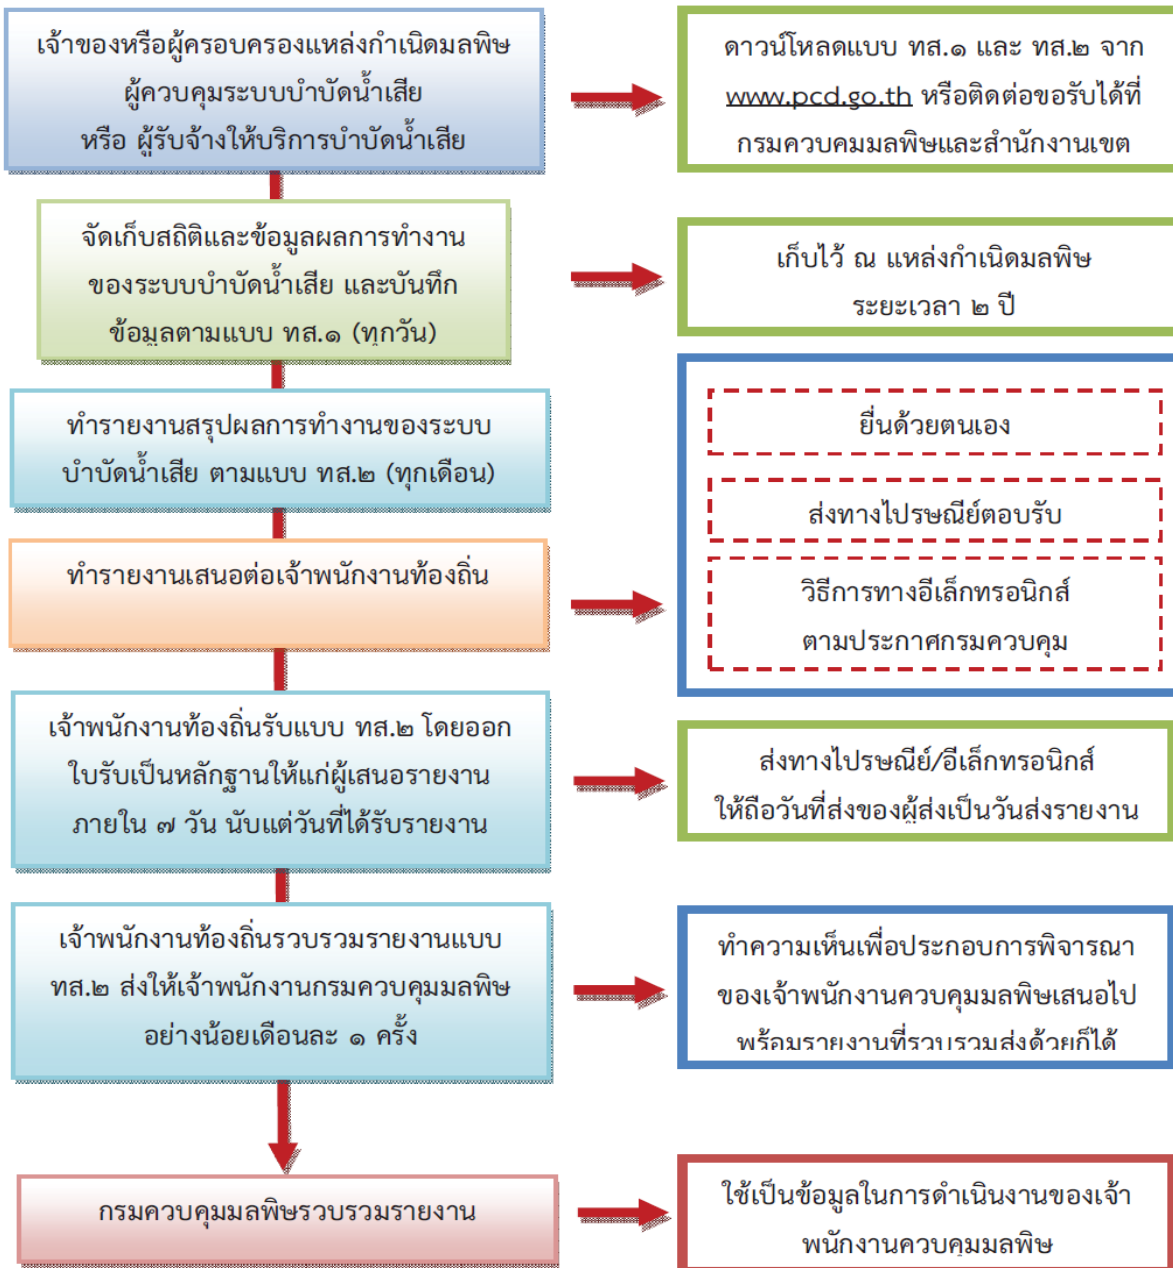 เจ้าของหรือผู้ครอบครองแหล่งกำเนิดมลพิษ
ผู้ควบคุมระบบบำบัดน้ำเสีย
หรือ ผู้รับจ้างให้บริการบำบัดน้ำเสีย
ดาวน์โหลดแบบ ทส.๑ และ ทส.๒ จาก
www.pcd.go.th หรือติดต่อขอรับได้ที่
กรมควบคมมลพิษและสำนักงานเขต
จัดเก็บสถิติและข้อมูลผลการทำงาน
ของระบบบำบัดน้ำเสีย และบันทึก
ข้อมูลตามแบบ ทส.๑ (ทุกวัน)
เก็บไว้ ณ แหล่งกำเนิดมลพิษ
ระยะเวลา ๒ ปี
ทำรายงานสรุปผลการทำงานของระบบ
บำบัดน้ำเสีย ตามแบบ ทส.๒ (ทุกเดือน)
ทำรายงานเสนอต่อเจ้าพนักงานท้องถิ่น
ยื่นด้วยตนเอง
ส่งทางไปรษณีย์ตอบรับ
วิธีการทางอีเล็กทรอนิกส์
ตามประกาศกรมควบคุม
เจ้าพนักงานท้องถิ่นรับแบบ ทส.๒ โดยออก
ใบรับเป็นหลักฐานให้แก่ผู้เสนอรายงาน
ภายใน ๗ วัน นับแต่วันที่ได้รับรายงาน
ส่งทางไปรษณีย์/อีเล็กทรอนิกส์
ให้ถือวันที่ส่งของผู้ส่งเป็นวันส่งรายงาน
เจ้าพนักงานท้องถิ่นรวบรวมรายงานแบบ
ทส.๒ ส่งให้เจ้าพนักงานกรมควบคุมมลพิษ
อย่างน้อยเดือนละ ๑ ครั้ง
ทำความเห็นเพื่อประกอบการพิจารณา
ของเจ้าพนักงานควบคุมมลพิษเสนอไป
พร้อมรายงานที่รวบรวมส่งด้วยก็ได้
กรมควบคุมมลพิษรวบรวมรายงาน
ใช้เป็นข้อมูลในการดำเนินงานของเจ้า
พนักงานควบคุมมลพิษ